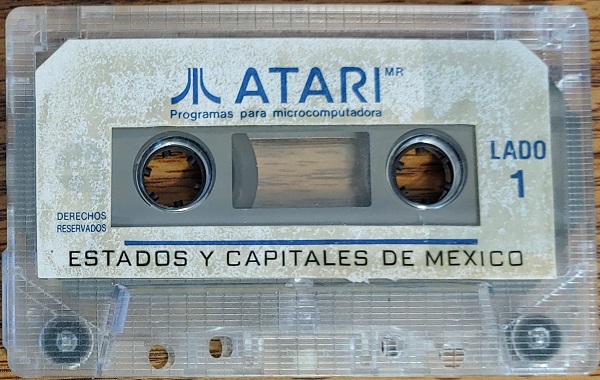 ATARI MR
Programas para microcomputadora
LADO
1
DERECHOS
RESERVADOS
ESTADOS Y CAPITALES DE MEXICO